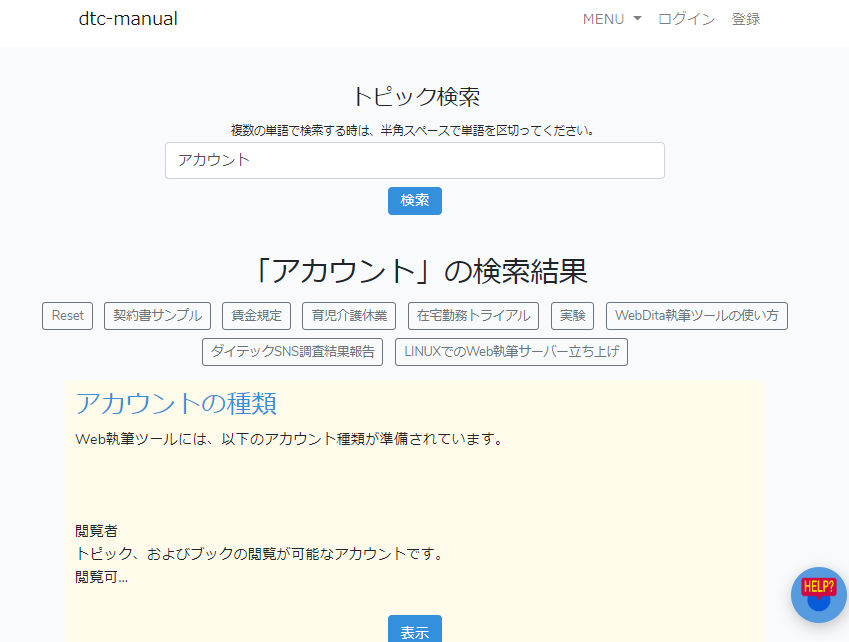 dtc-manual
MENU ログイン 登録
トピック検索
複数の単語で検索する時は、半角スペースで単語を区切ってください。
アカウント
検索
「アカウント」の検索結果
Reset 契約書サンプル 賃金規定 育児介護休業 在宅勤務トライアル 実験 WebDita執筆ツールの使い方
ダイテックSNS調査結果報告 LINUXでのWeb執筆サーバー立ち上げ
アカウントの種類
Web執筆ツールには、以下のアカウント種類が準備されています。
閲覧者
トピック、およびブックの閲覧が可能なアカウントです。
閲覧可...
HELP?
表示